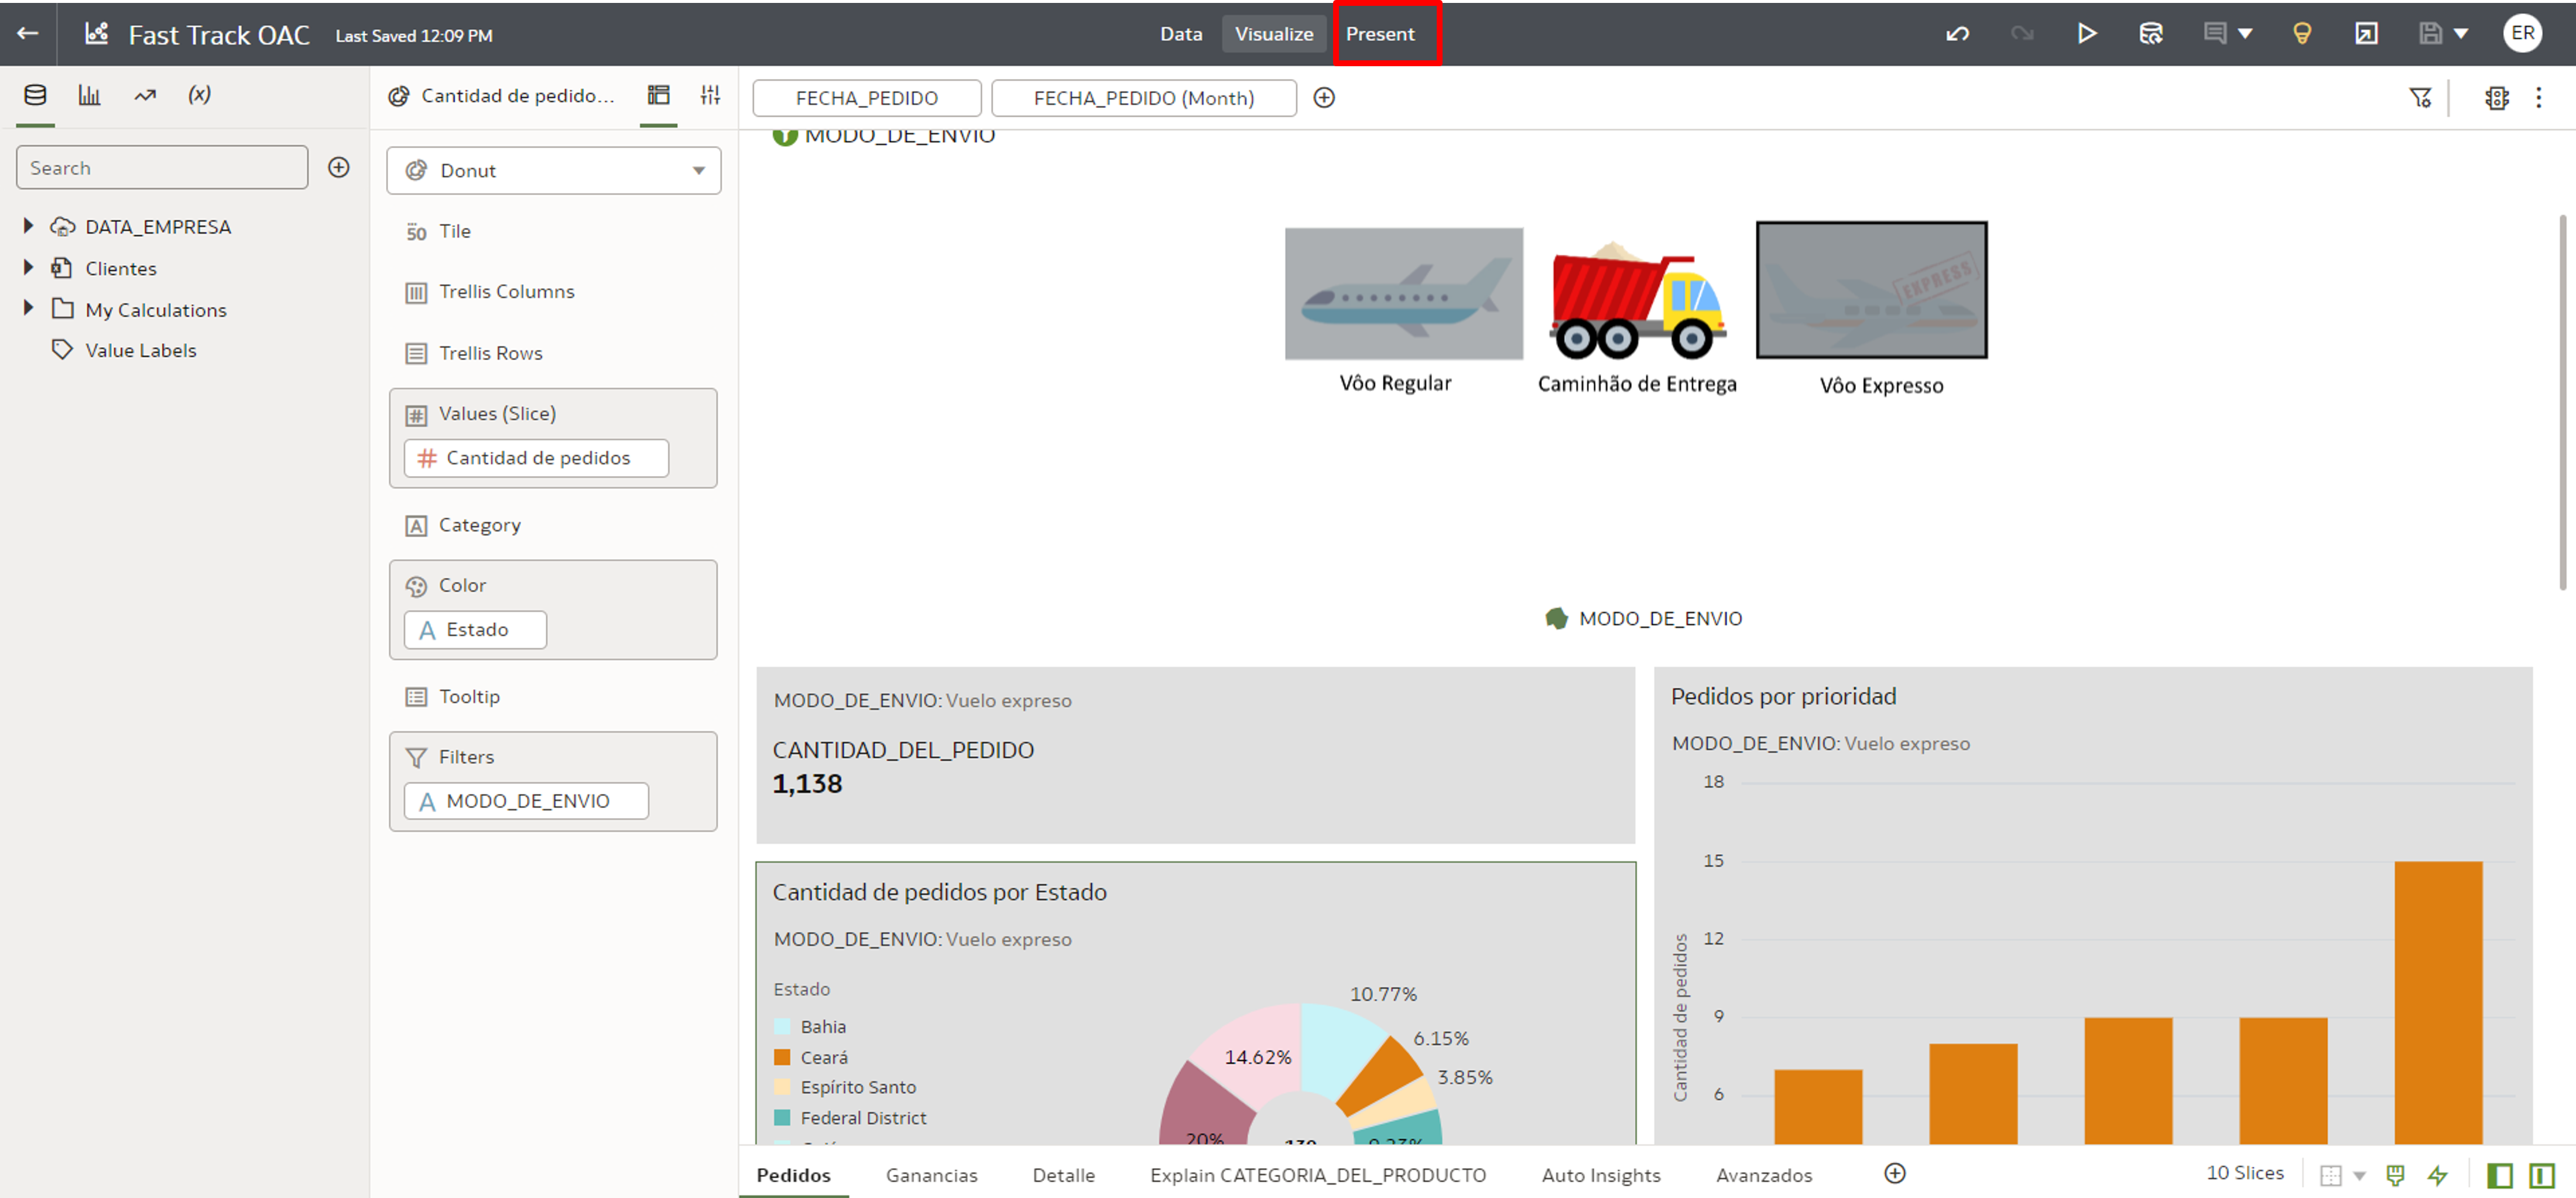 Fast Track OAC Last Saved 12:09 PM Data Visualize Present ER
(x) Cantidad de pedido... FECHA_PEDIDO FECHA_PEDIDO (Month)
Search
DATA_EMPRESA
Clientes
My Calculations
Value Labels
Donut
50 Tile
Trellis Columns
Trellis Rows
# Values (Slice)
# Cantidad de pedidos
A Category
Color
A Estado
Tooltip
Filters
A MODO_DE_ENVIO
MODO_DE_ENVIO
EXPRESS
Vôo Regular Caminhão de Entrega Vôo Expresso
MODO_DE_ENVIO
MODO_DE_ENVIO: Vuelo expreso
CANTIDAD_DEL_PEDIDO
1,138
Cantidad de pedidos por Estado
MODO_DE_ENVIO: Vuelo expreso
Estado
Bahia
Ceará
Espírito Santo
Federal District
10.77%
6.15%
3.85%
14.62%
20%
Pedidos por prioridad
MODO_DE_ENVIO: Vuelo expreso
Cantidad de pedidos
18
15
12
9
6
Pedidos Ganancias Detalle Explain CATEGORIA_DEL_PRODUCTO Auto Insights Avanzados 10 Slices